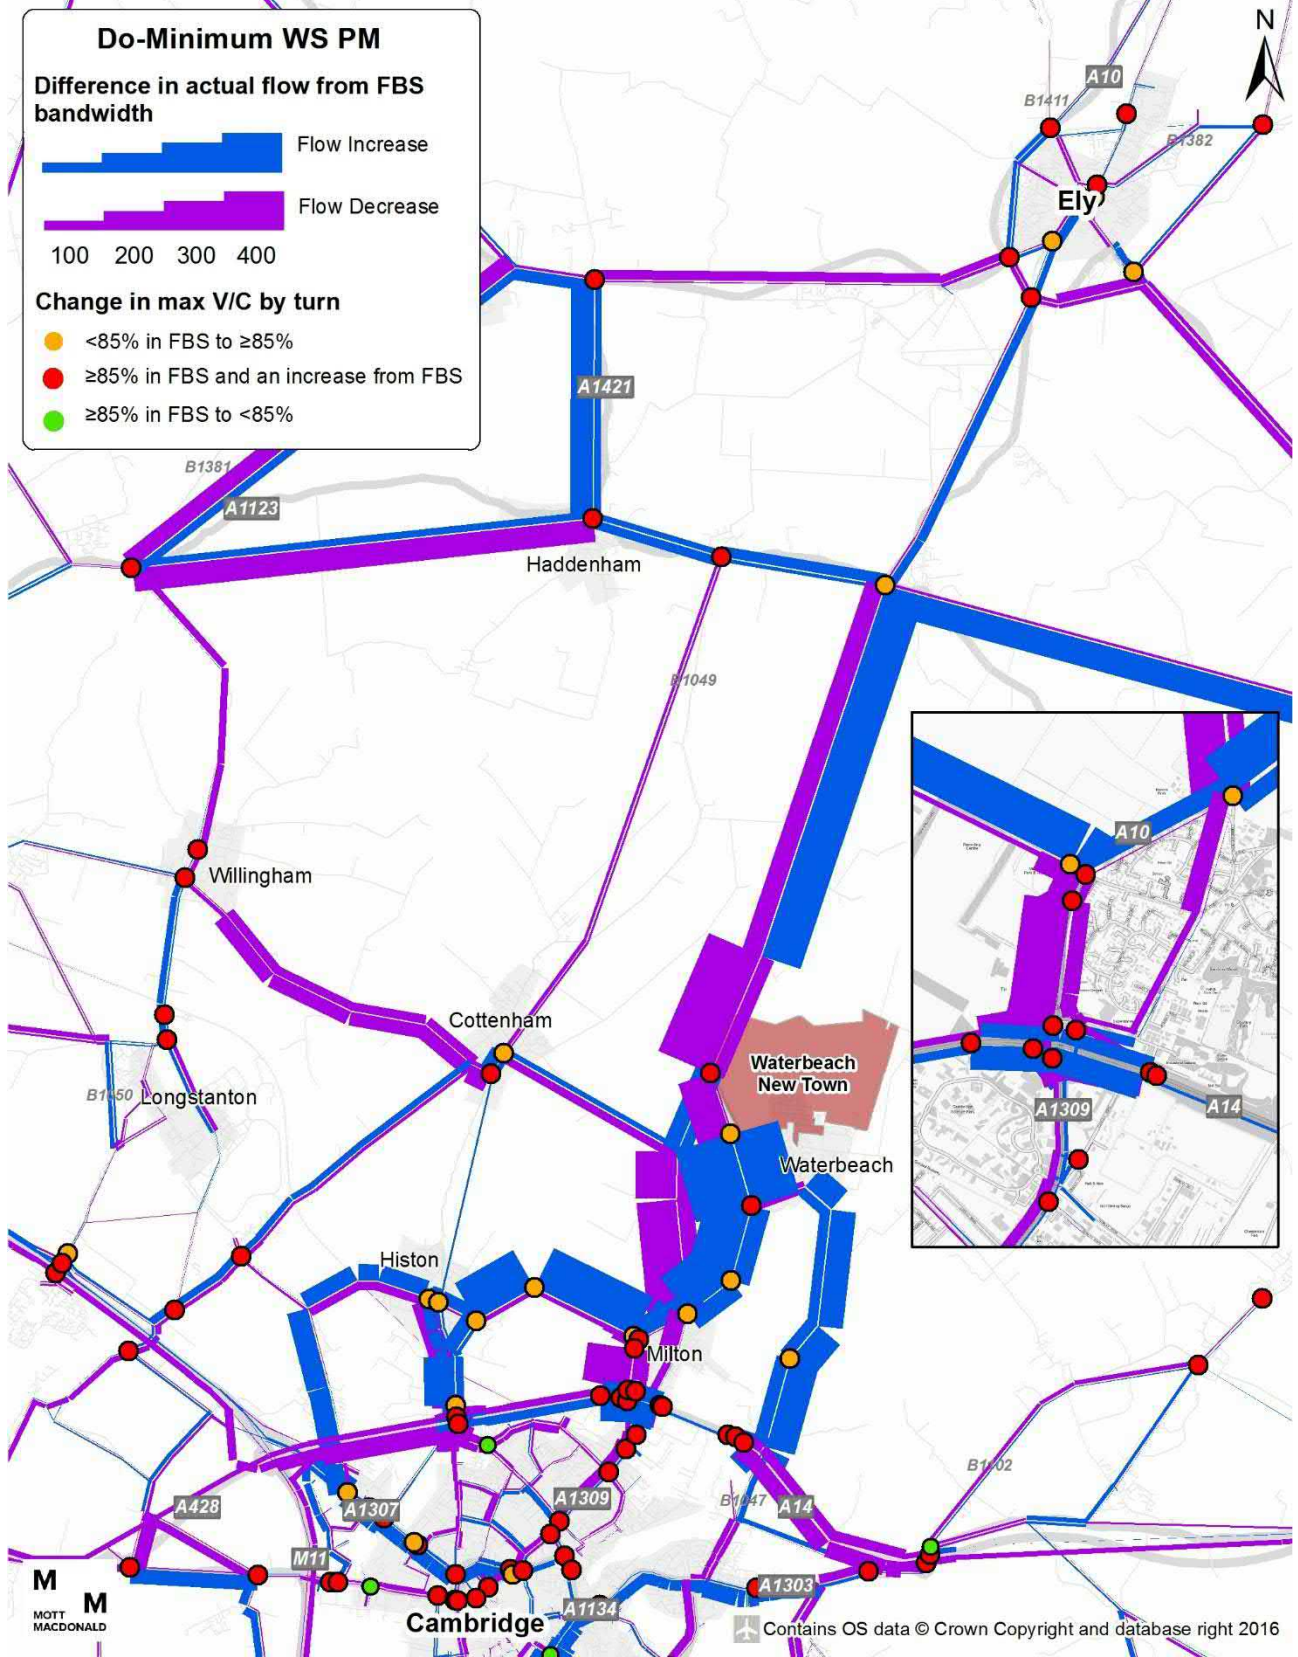 Do-Minimum WS PM
Difference in actual flow from FBS
bandwidth
Flow Increase
Flow Decrease
100 200 300 400
Change in max V/C by turn
<85% in FBS to ≥85%
≥85% in FBS and an increase from FBS
≥85% in FBS to <85%
N
A10
B1411
B1382
Ely
A1421
B1381
A1123
Haddenham
B1049
A10
Willingham
Cottenham
Waterbeach
New Town
B1050
Longstanton
A14
A1309
Waterbeach
Histon
Milton
B1102
A428
A1307
A1309
B1047
A14
M11
A1303
A1134
Cambridge
M
M
MOTT
MACDONALD
Contains OS data © Crown Copyright and database right 2016